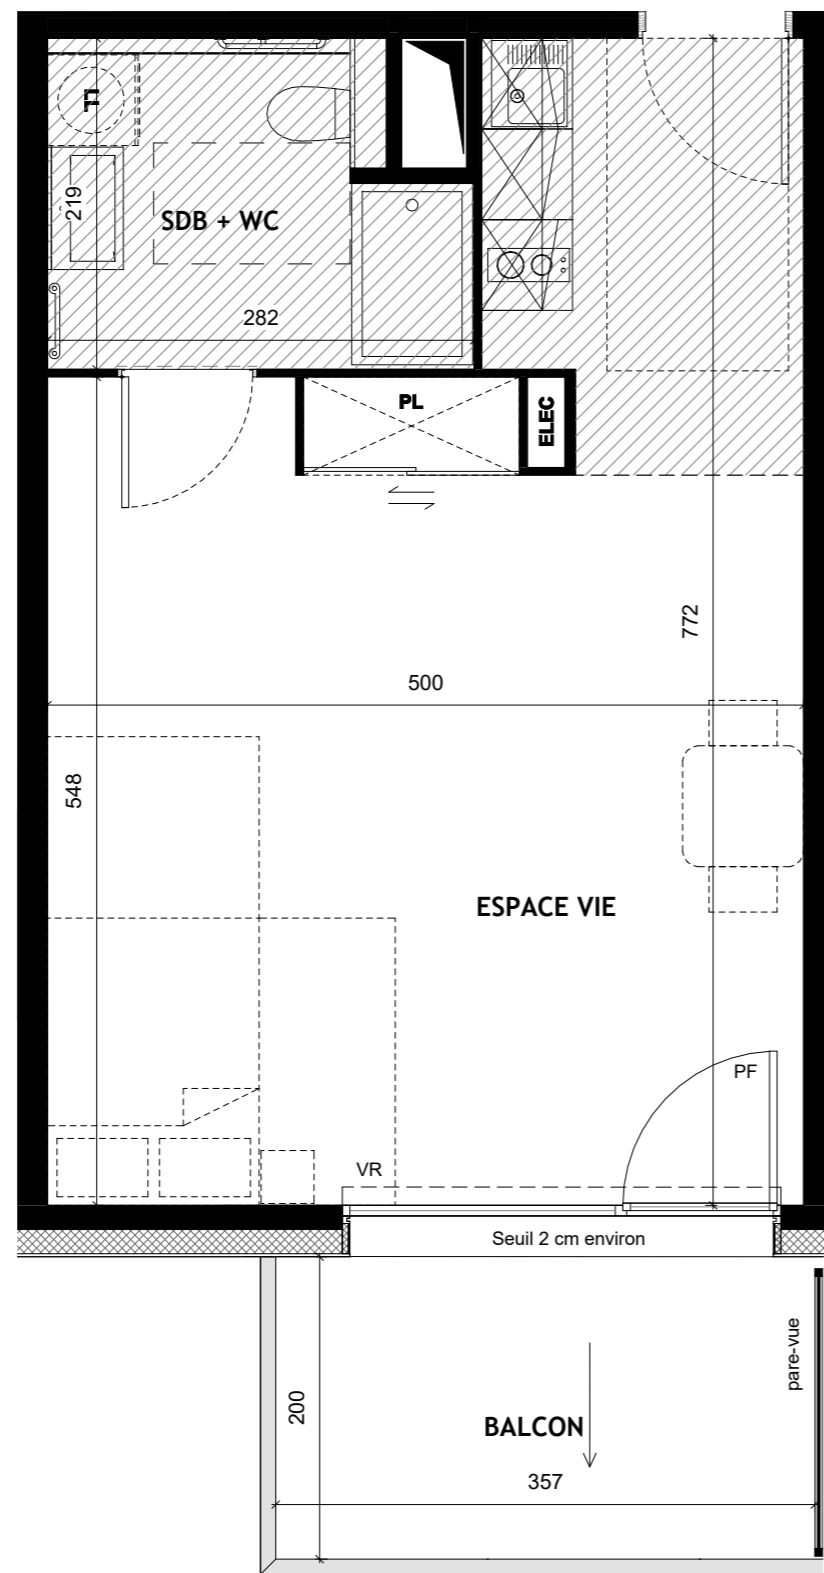 LL
219
SDB + WC
282
PL
ELEC
772
500
548
ESPACE VIE
PF
VR
Seuil 2 cm environ
pare-vue
200
BALCON
357